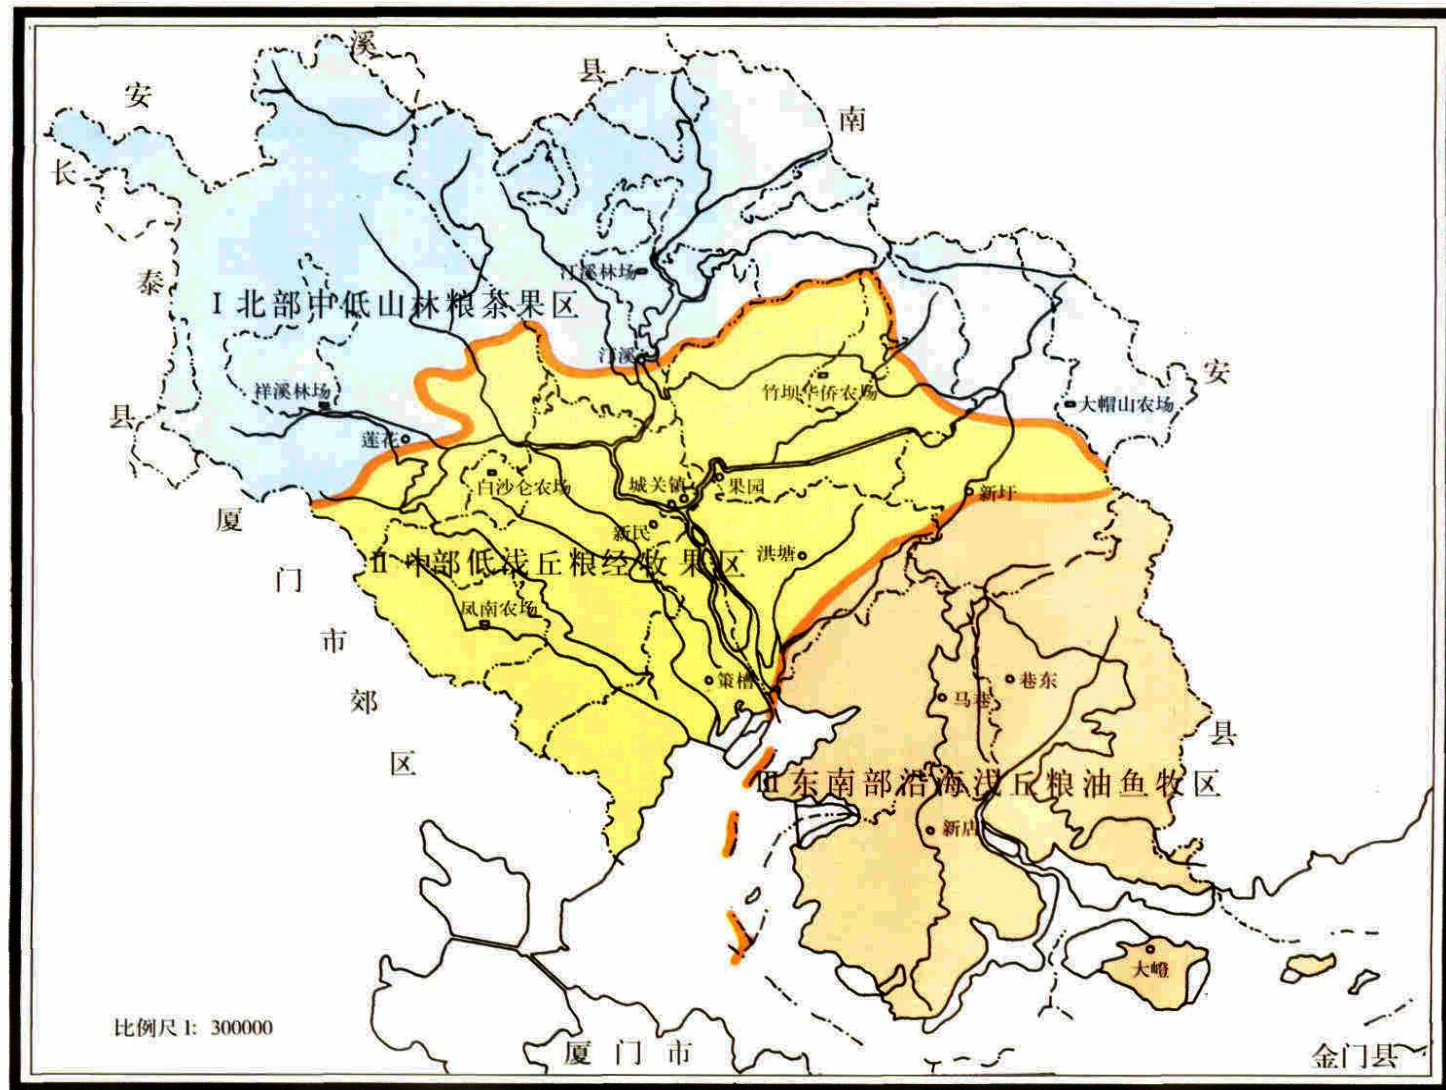 溪
县
安
南
长
泰
汀溪林场
I 北部中低山林粮茶果区
汀溪
安
竹坝华侨农场
祥溪林场
大帽山农场
县
莲花
白沙仑农场
城关镇
果园
新圩
厦
新民
洪塘
II 中部低浅丘粮经牧果区
门
凤南农场
市
策槽
巷东
马巷
郊
县
区
III 东南部沿海浅丘粮油鱼牧区
新店
大嶝
比例尺 1: 300000
厦门市
金门县